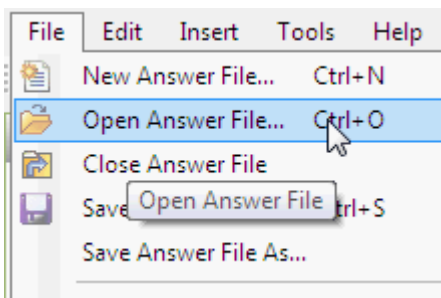 File Edit Insert Tools Help
New Answer File... Ctrl+N
Open Answer File... Ctrl+O
Close Answer File
Open Answer File
Save
Save Answer File As...